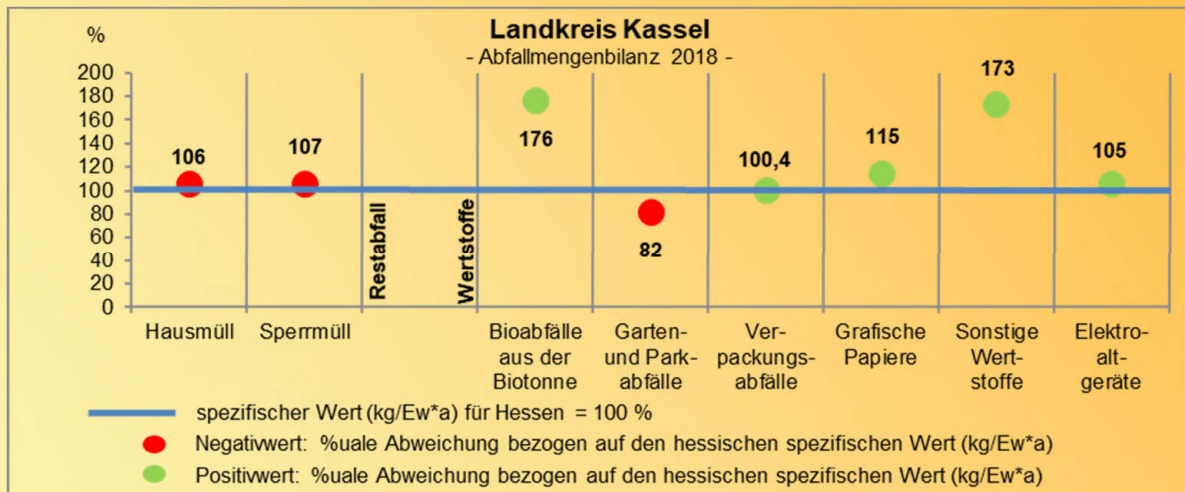 Landkreis Kassel
- Abfallmengenbilanz 2018 -
%
200
180
160
140
120
100
80
60
40
20
0
106
107
176
82
100,4
115
173
105
Restabfall
Wertstoffe
Hausmüll
Sperrmüll
Bioabfälle
aus der
Biotonne
Garten-
und Park-
abfälle
Ver-
packungs-
abfälle
Grafische
Papiere
Sonstige
Wert-
stoffe
Elektro-
alt-
geräte
spezifischer Wert (kg/Ew*a) für Hessen = 100 %
Negativwert: %uale Abweichung bezogen auf den hessischen spezifischen Wert (kg/Ew*a)
Positivwert: %uale Abweichung bezogen auf den hessischen spezifischen Wert (kg/Ew*a)